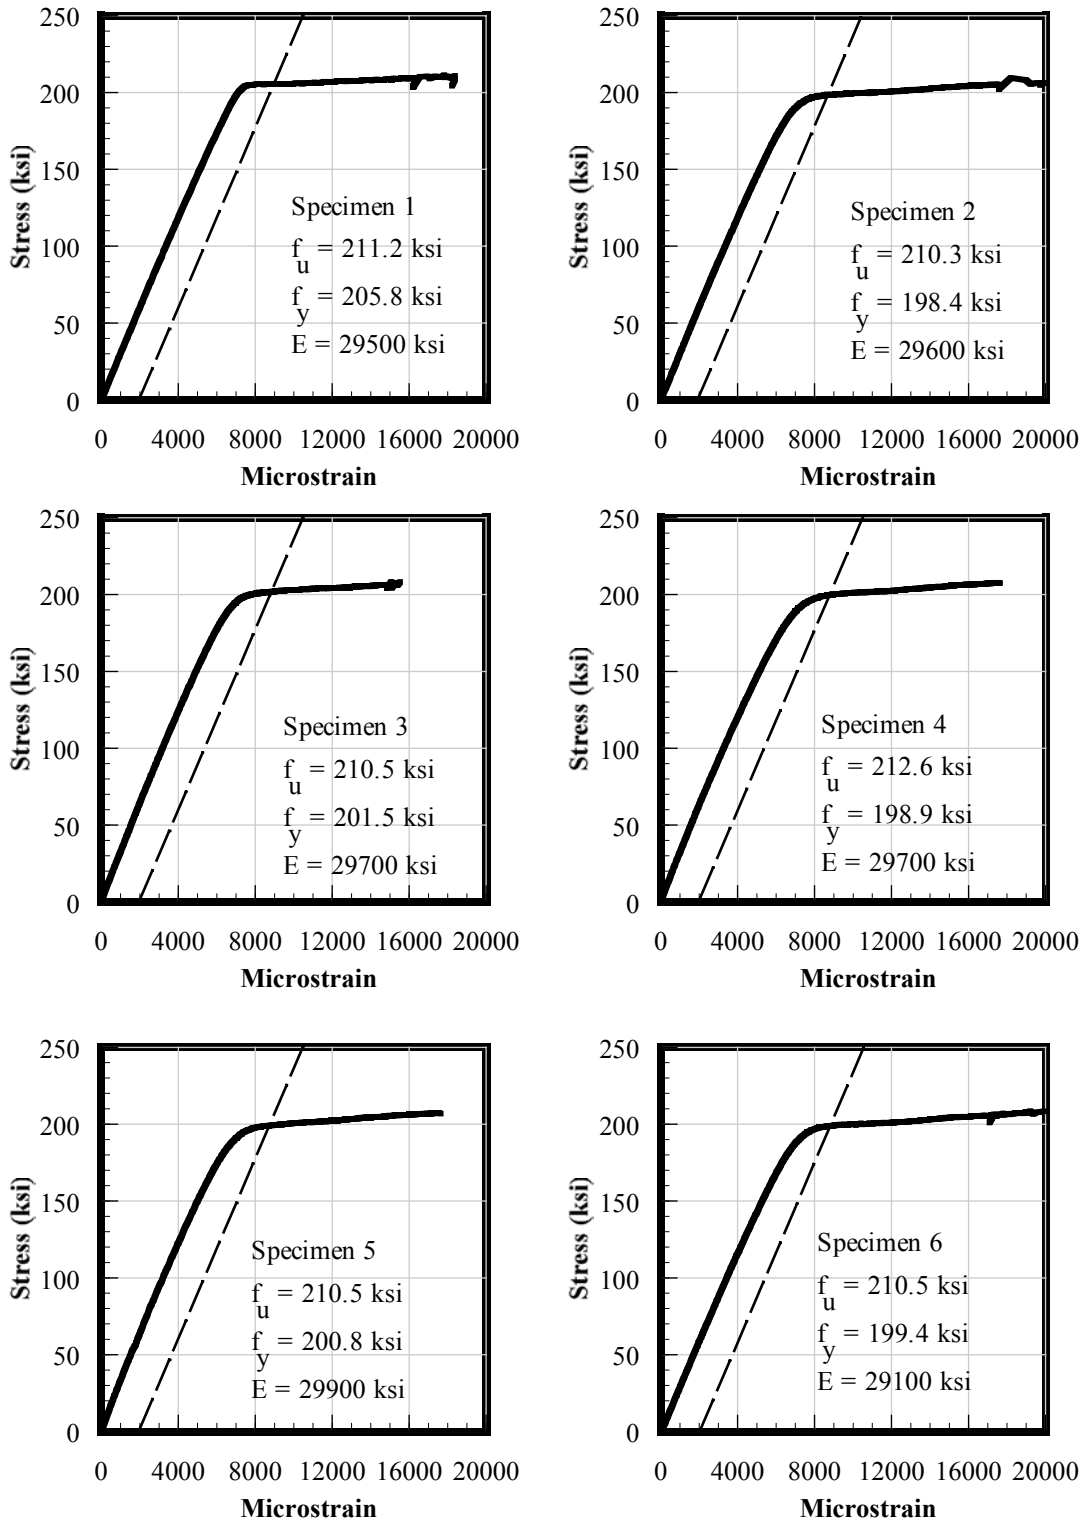 250
200
150
100
50
0
Stress (ksi)
Specimen 1
f_u = 211.2 ksi
f_y = 205.8 ksi
E = 29500 ksi
0 4000 8000 12000 16000 20000
Microstrain
250
200
150
100
50
0
Stress (ksi)
Specimen 2
f_u = 210.3 ksi
f_y = 198.4 ksi
E = 29600 ksi
0 4000 8000 12000 16000 20000
Microstrain
250
200
150
100
50
0
Stress (ksi)
Specimen 3
f_u = 210.5 ksi
f_y = 201.5 ksi
E = 29700 ksi
0 4000 8000 12000 16000 20000
Microstrain
250
200
150
100
50
0
Stress (ksi)
Specimen 4
f_u = 212.6 ksi
f_y = 198.9 ksi
E = 29700 ksi
0 4000 8000 12000 16000 20000
Microstrain
250
200
150
100
50
0
Stress (ksi)
Specimen 5
f_u = 210.5 ksi
f_y = 200.8 ksi
E = 29900 ksi
0 4000 8000 12000 16000 20000
Microstrain
250
200
150
100
50
0
Stress (ksi)
Specimen 6
f_u = 210.5 ksi
f_y = 199.4 ksi
E = 29100 ksi
0 4000 8000 12000 16000 20000
Microstrain